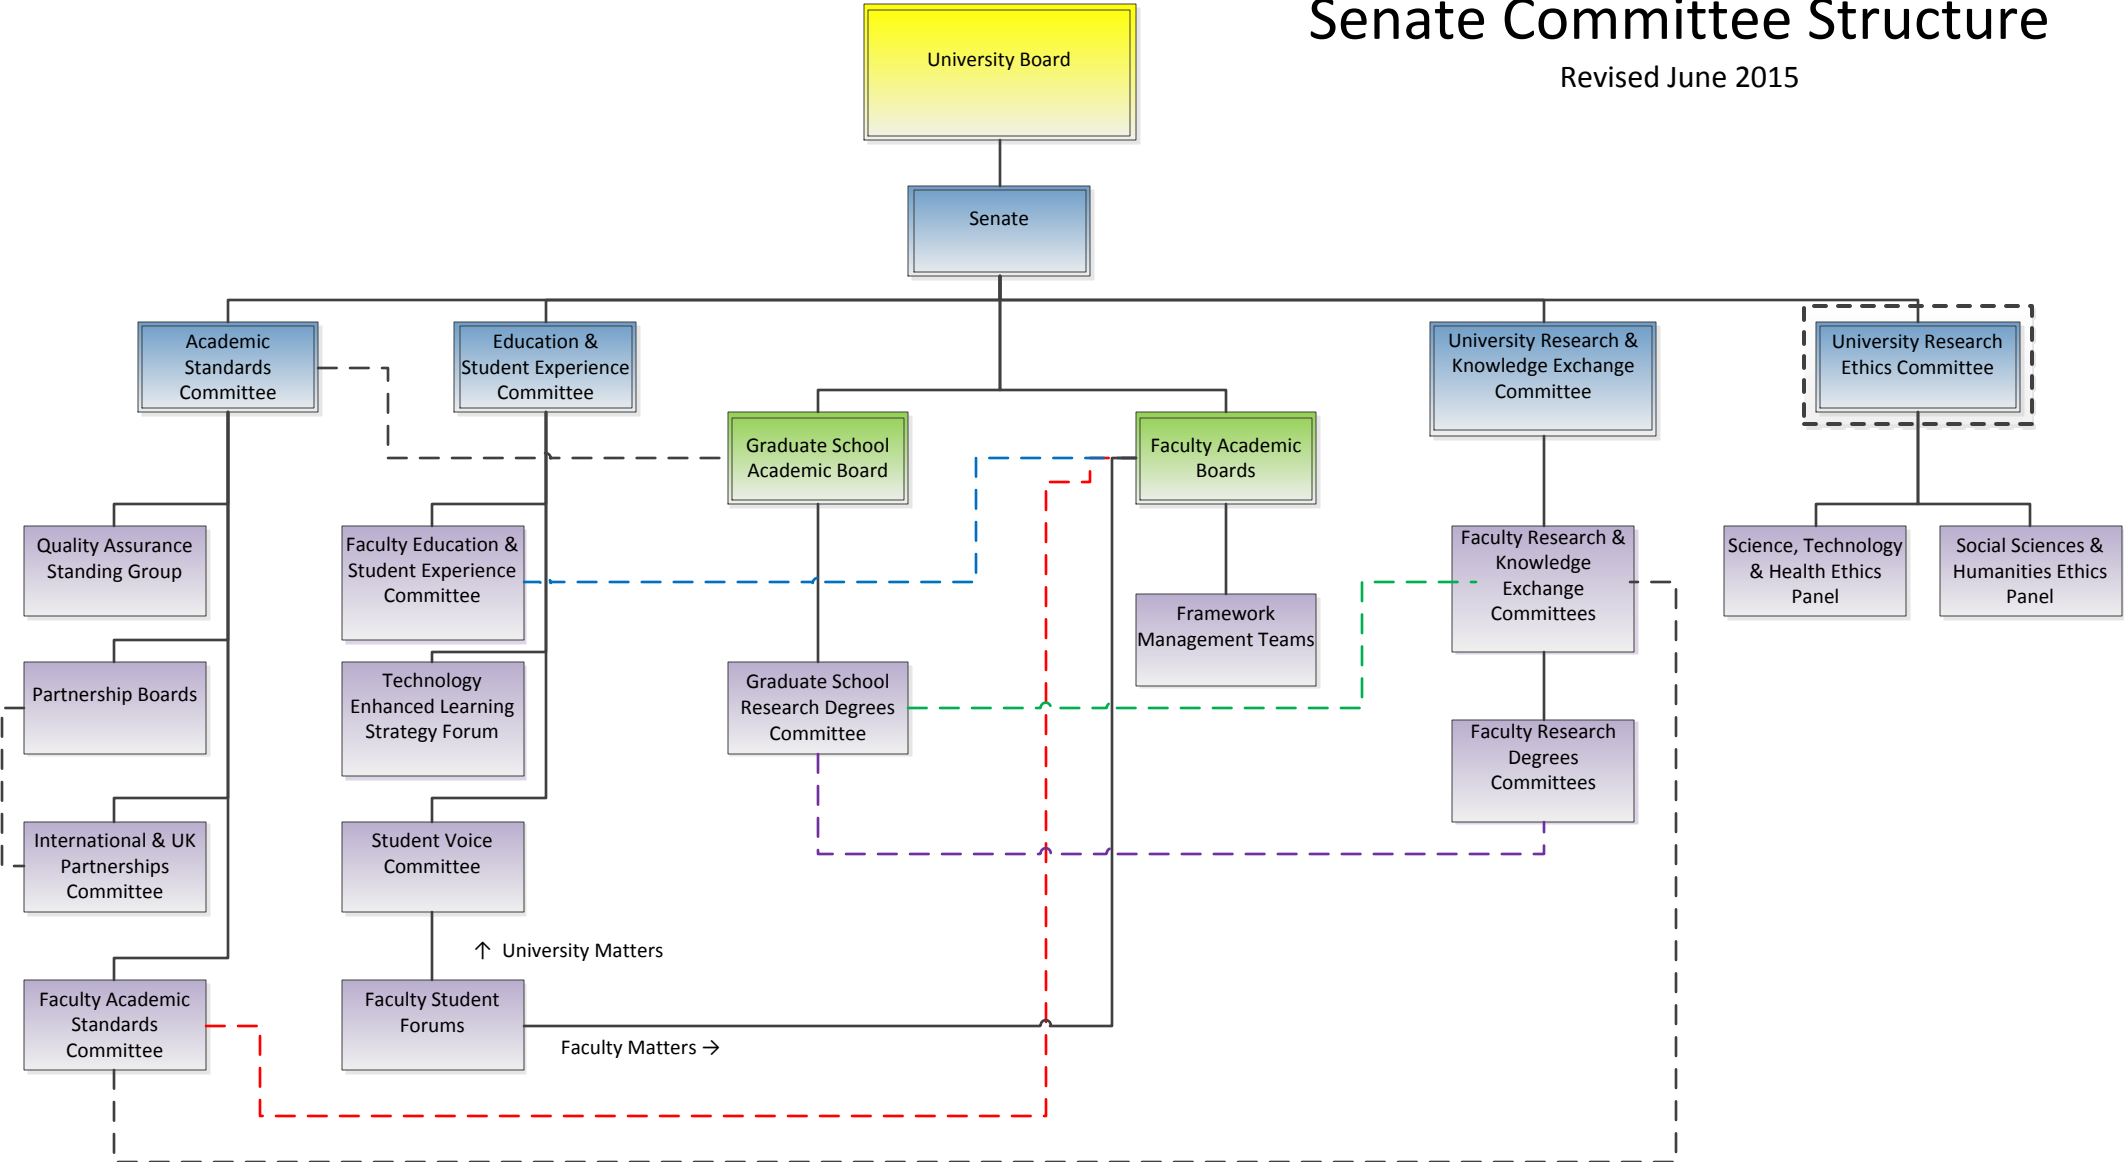 Senate Committee Structure
Revised June 2015
University Board
Senate
Academic
Standards
Committee
Education &
Student Experience
Committee
University Research &
Knowledge Exchange
Committee
University Research
Ethics Committee
Graduate School
Academic Board
Faculty Academic
Boards
Quality Assurance
Standing Group
Faculty Education &
Student Experience
Committee
Faculty Research &
Knowledge
Exchange
Committees
Science, Technology
& Health Ethics
Panel
Social Sciences &
Humanities Ethics
Panel
Framework
Management Teams
Partnership Boards
Technology
Enhanced Learning
Strategy Forum
Graduate School
Research Degrees
Committee
Faculty Research
Degrees
Committees
International & UK
Partnerships
Committee
Student Voice
Committee
↑ University Matters
Faculty Academic
Standards
Committee
Faculty Student
Forums
Faculty Matters →